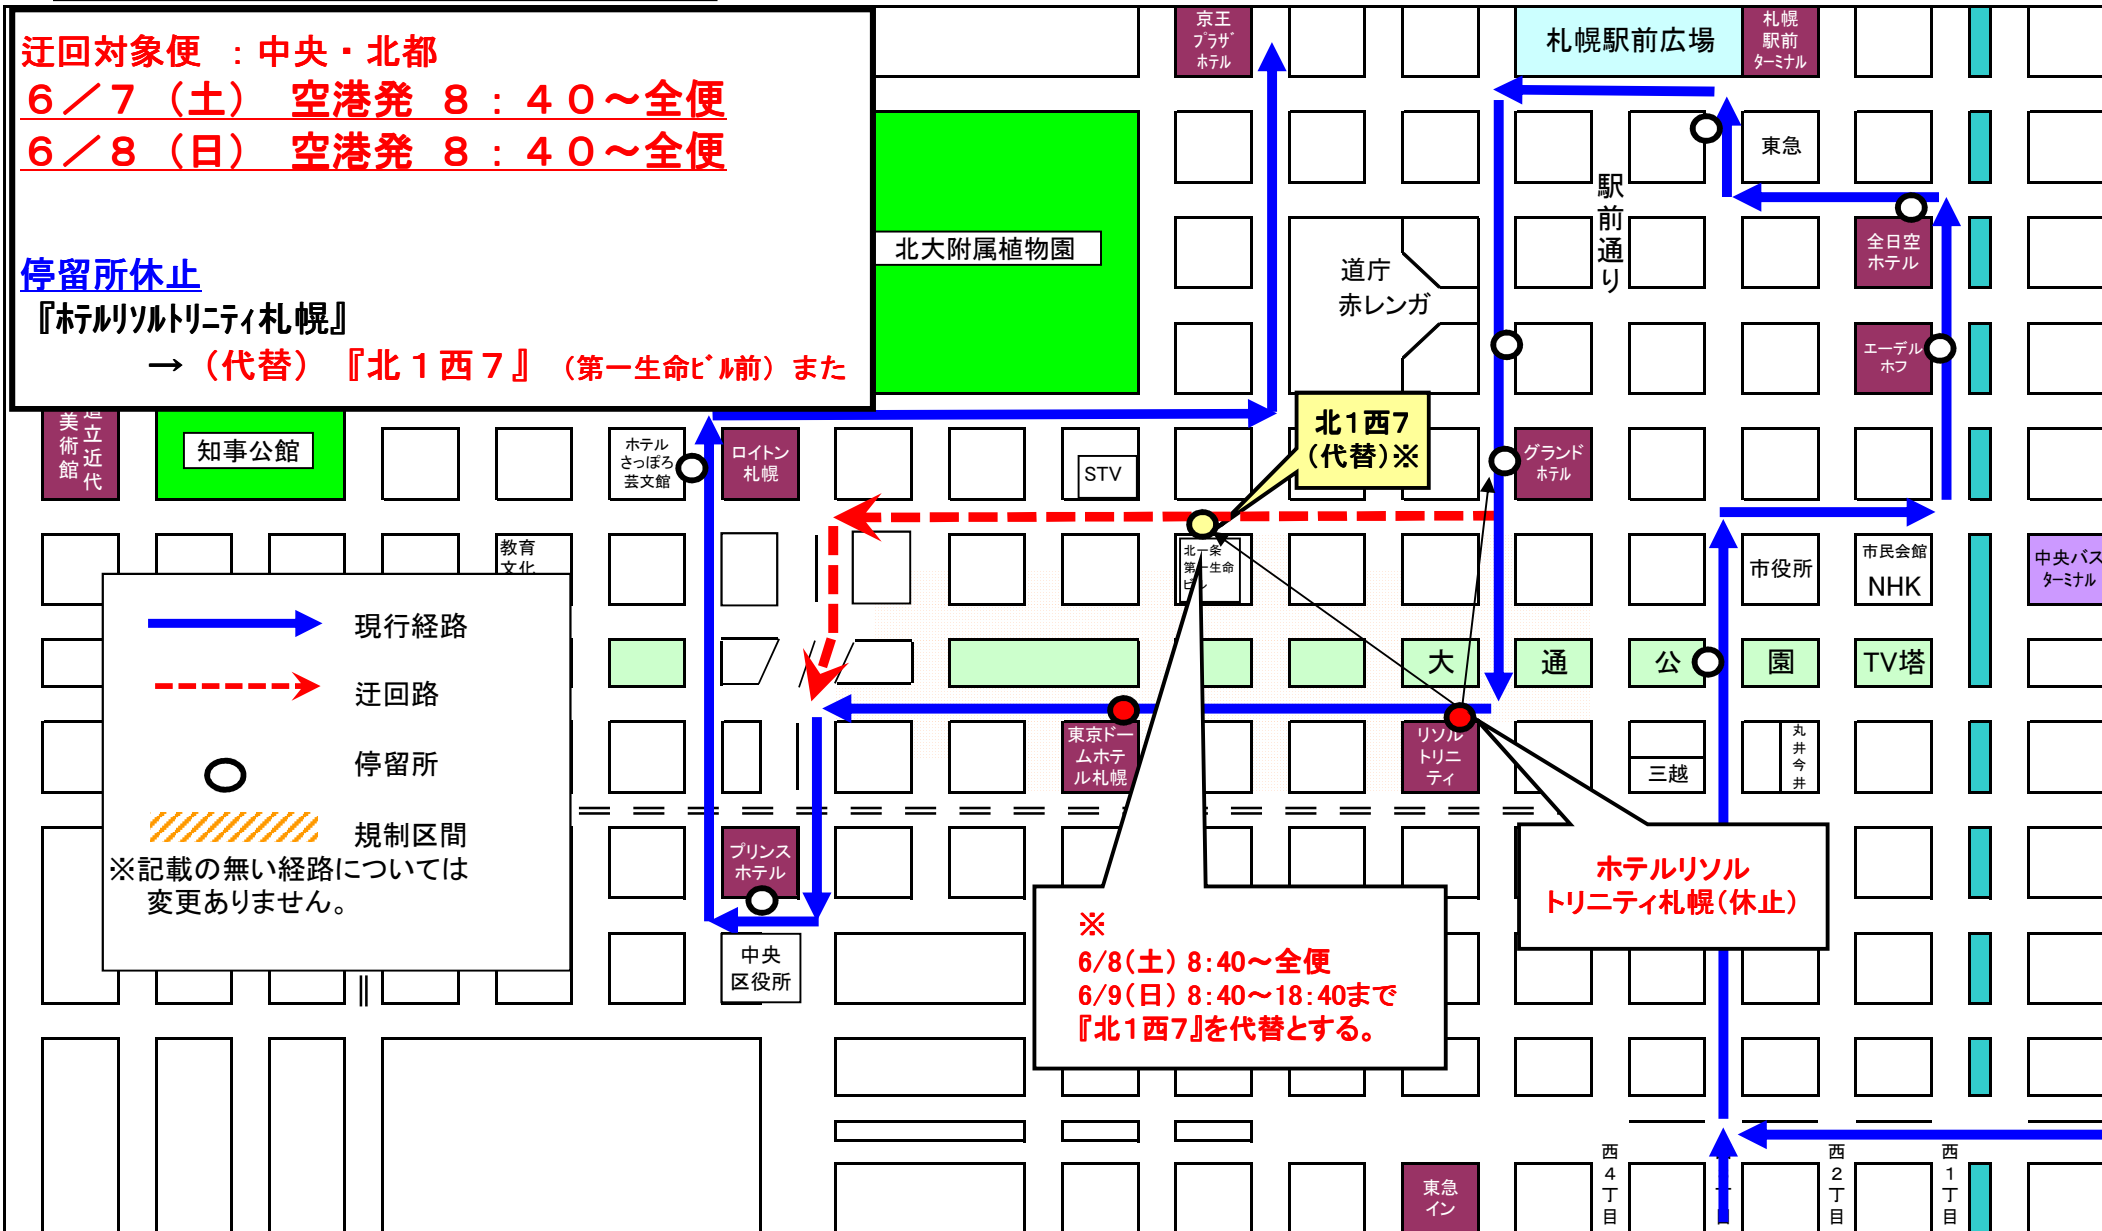 迂回対象便 ：中央・北都
６／７（土） 空港発 ８：４０～全便
６／８（日） 空港発 ８：４０～全便
停留所休止
『ﾎﾃﾙﾘｿﾙﾄﾘﾆﾃｨ札幌』
→（代替）『北１西７』（第一生命ﾋﾞﾙ前）また
京王
ﾌﾟﾗｻﾞ
ﾎﾃﾙ
札幌駅前広場
札幌
駅前
ﾀｰﾐﾅﾙ
東急
駅前通り
北大附属植物園
道庁
赤レンガ
全日空
ホテル
エーデル
ホフ
道立近代
美術館
知事公館
ホテル
さっぽろ
芸文館
ロイトン
札幌
STV
北１西７
（代替）※
グランド
ホテル
教育
文化
北一条
第一生命
ビル
市役所
市民会館
NHK
中央バス
ﾀｰﾐﾅﾙ
現行経路
迂回路
停留所
規制区間
※記載の無い経路については
変更ありません。
大
通
公
園
TV塔
東京ドー
ムホテ
ル札幌
リソル
トリニ
ティ
三越
丸井今井
プリンス
ホテル
中央
区役所
※
6/8(土) 8:40～全便
6/9(日) 8:40～18:40まで
『北１西7』を代替とする。
ホテルリソル
トリニティ札幌(休止)
東急
イン
西４丁目
丁目
西２丁目
西１丁目